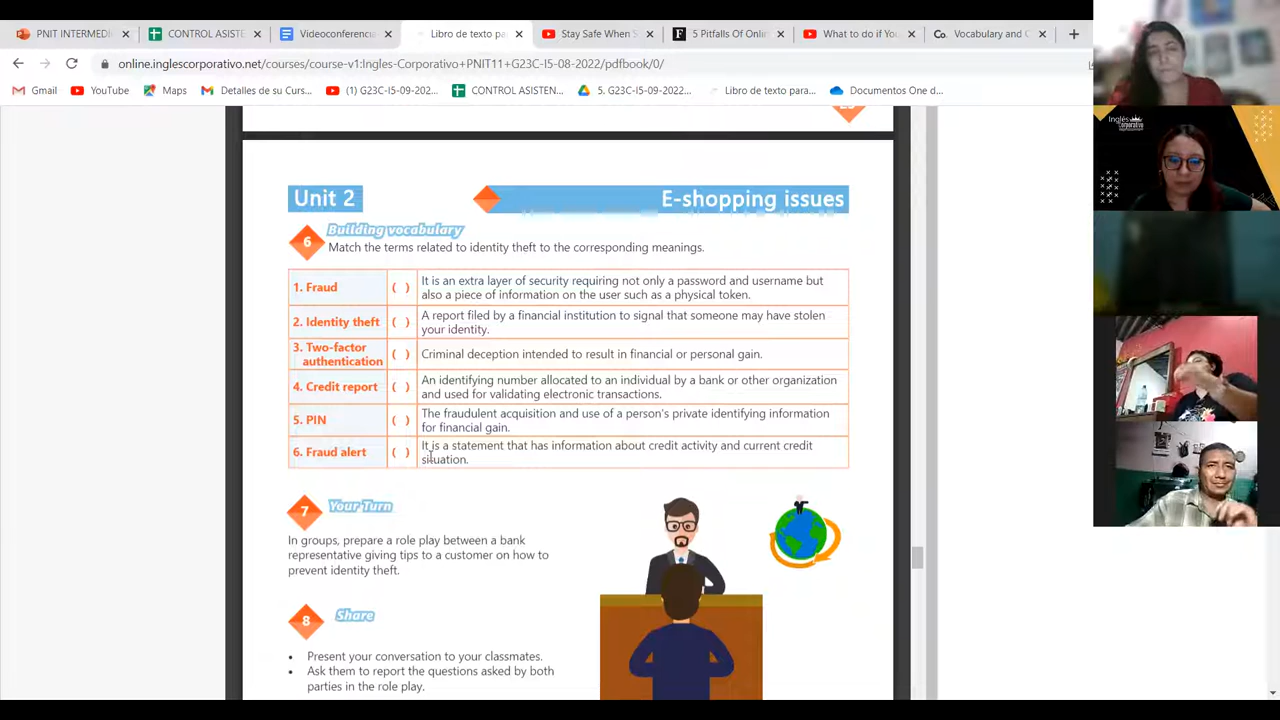 PNIT INTERMEDI
CONTROL ASISTE
Videoconferencia
Libro de texto pa
Stay Safe When S
5 Pitfalls Of Onlin
What to do if You
Co. Vocabulary and C
online.inglescorporativo.net/courses/course-v1:Ingles-Corporativo+PNIT11+G23C-I5-08-2022/pdfbook/0/
Gmail
YouTube
Maps
Detalles de su Curs...
(1) G23C-I5-09-202...
CONTROL ASISTEN...
5. G23C-I5-09-2022...
Libro de texto para...
Documentos One d...
Inglés
Corporativo
Unit 2
E-shopping issues
6
Building vocabulary
Match the terms related to identity theft to the corresponding meanings.
1. Fraud ( ) It is an extra layer of security requiring not only a password and username but
also a piece of information on the user such as a physical token.
2. Identity theft ( ) A report filed by a financial institution to signal that someone may have stolen
your identity.
3. Two-factor
authentication ( ) Criminal deception intended to result in financial or personal gain.
4. Credit report ( ) An identifying number allocated to an individual by a bank or other organization
and used for validating electronic transactions.
5. PIN ( ) The fraudulent acquisition and use of a person's private identifying information
for financial gain.
6. Fraud alert ( ) It is a statement that has information about credit activity and current credit
situation.
7
Your Turn
In groups, prepare a role play between a bank
representative giving tips to a customer on how to
prevent identity theft.
8
Share
• Present your conversation to your classmates.
• Ask them to report the questions asked by both
parties in the role play.